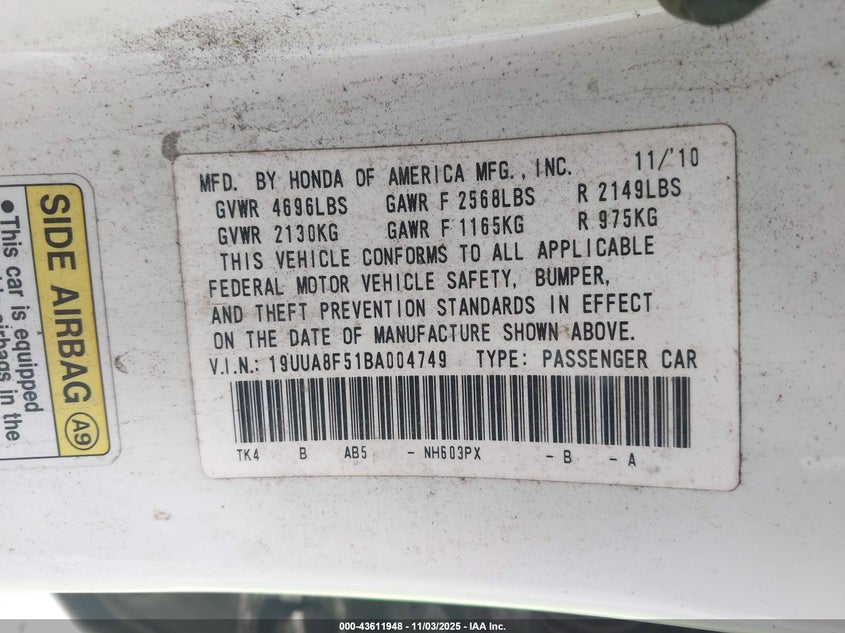 MFD. BY HONDA OF AMERICA MFG., INC. 11/'10
GVWR 4696LBS GAWR F 2568LBS R 2149LBS
GVWR 2130KG GAWR F 1165KG R 975KG
THIS VEHICLE CONFORMS TO ALL APPLICABLE
FEDERAL MOTOR VEHICLE SAFETY, BUMPER,
AND THEFT PREVENTION STANDARDS IN EFFECT
ON THE DATE OF MANUFACTURE SHOWN ABOVE.
V.I.N.: 19UUA8F51BA004749 TYPE: PASSENGER CAR
TK4 B AB5 - NH603PX - B - A
SIDE AIRBAG A9
•This car is equipped
airbags in the
000-43611948 - 11/03/2025 - IAA Inc.